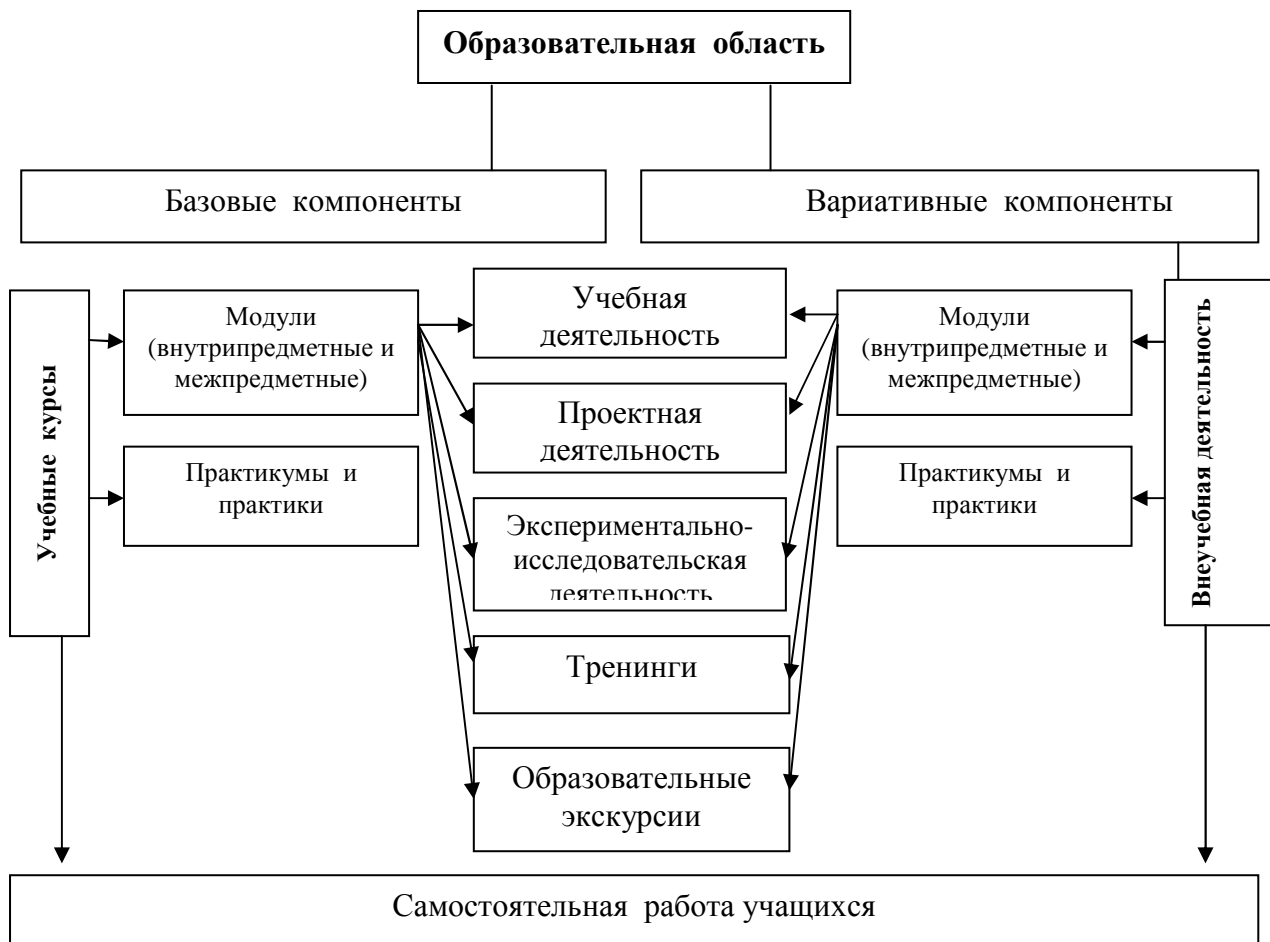 Образовательная область
Базовые компоненты
Вариативные компоненты
Учебные курсы
Модули
(внутрипредметные и
межпредметные)
Практикумы и
практики
Учебная
деятельность
Проектная
деятельность
Экспериментально-
исследовательская
деятельность
Тренинги
Образовательные
экскурсии
Модули
(внутрипредметные и
межпредметные)
Практикумы и
практики
Внеучебная деятельность
Самостоятельная работа учащихся